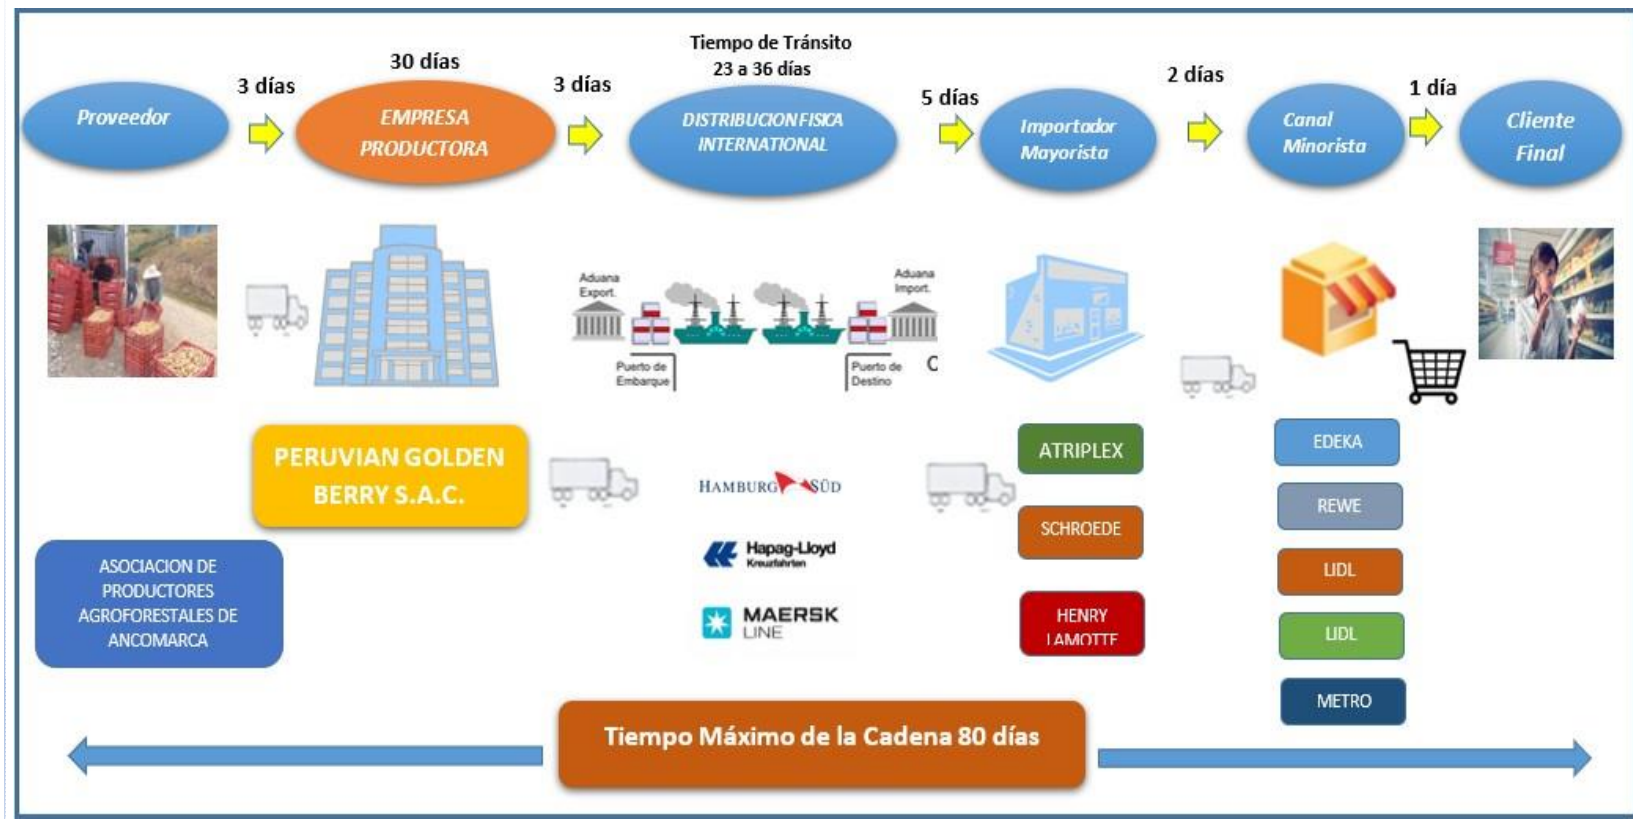 Tiempo de Tránsito
23 a 36 días
3 días
30 días
3 días
5 días
2 días
1 día
Proveedor
EMPRESA
PRODUCTORA
DISTRIBUCION FISICA
INTERNATIONAL
Importador
Mayorista
Canal
Minorista
Cliente
Final
Aduana
Export.
Aduana
Import.
Puerto de
Embarque
Puerto de
Destino
C
PERUVIAN GOLDEN
BERRY S.A.C.
ASOCIACION DE
PRODUCTORES
AGROFORESTALES DE
ANCOMARCA
HAMBURG SÜD
Hapag-Lloyd
Kreuzfahrten
MAERSK
LINE
ATRIPLEX
SCHROEDE
HENRY
LAMOTTE
EDEKA
REWE
LIDL
LIDL
METRO
Tiempo Máximo de la Cadena 80 días